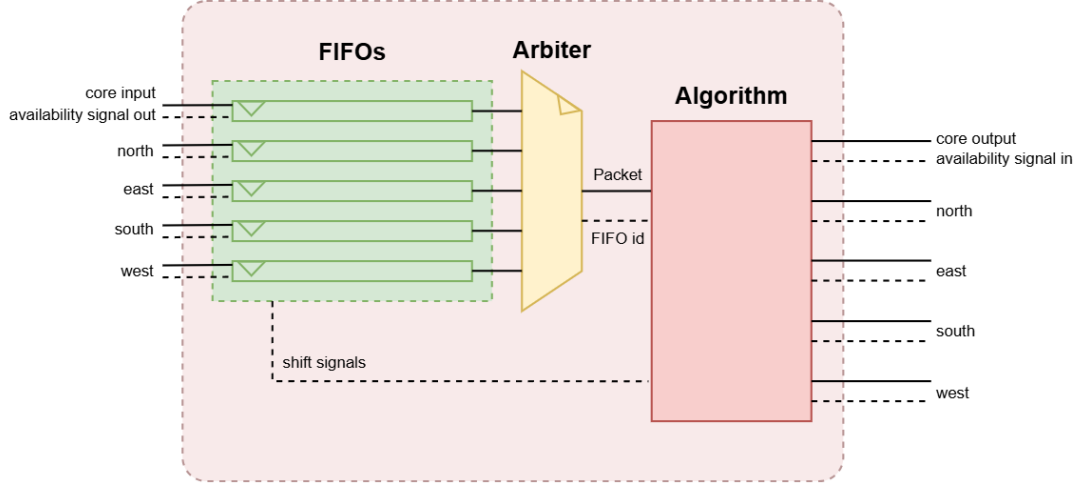 FIFOs
Arbiter
Algorithm
core input
availability signal out
north
east
south
west
Packet
FIFO id
shift signals
core output
availability signal in
north
east
south
west